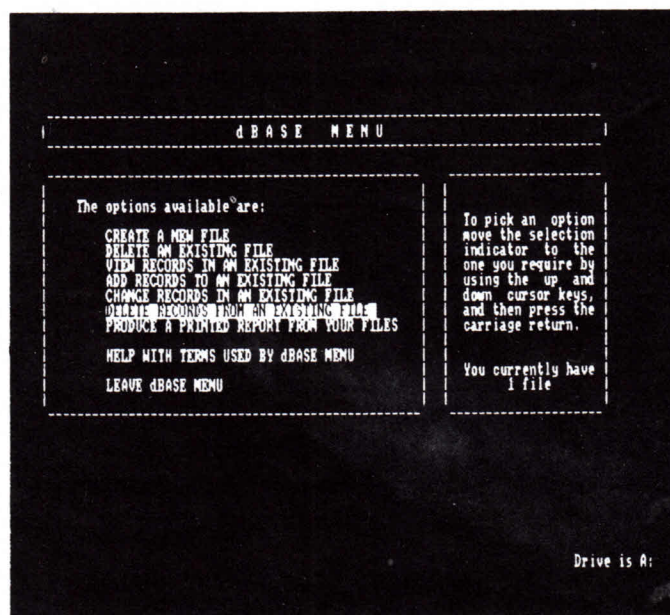 dBASE MENU
The options available are:
CREATE A NEW FILE
DELETE AN EXISTING FILE
VIEW RECORDS IN AN EXISTING FILE
ADD RECORDS TO AN EXISTING FILE
CHANGE RECORDS IN AN EXISTING FILE
DELETE RECORDS FROM AN EXISTING FILE
PRODUCE A PRINTED REPORT FROM YOUR FILES
HELP WITH TERMS USED BY dBASE MENU
LEAVE dBASE MENU
To pick an option
move the selection
indicator to the
one you require by
using the up and
down cursor keys,
and then press the
carriage return.
You currently have
1 file
Drive is A: